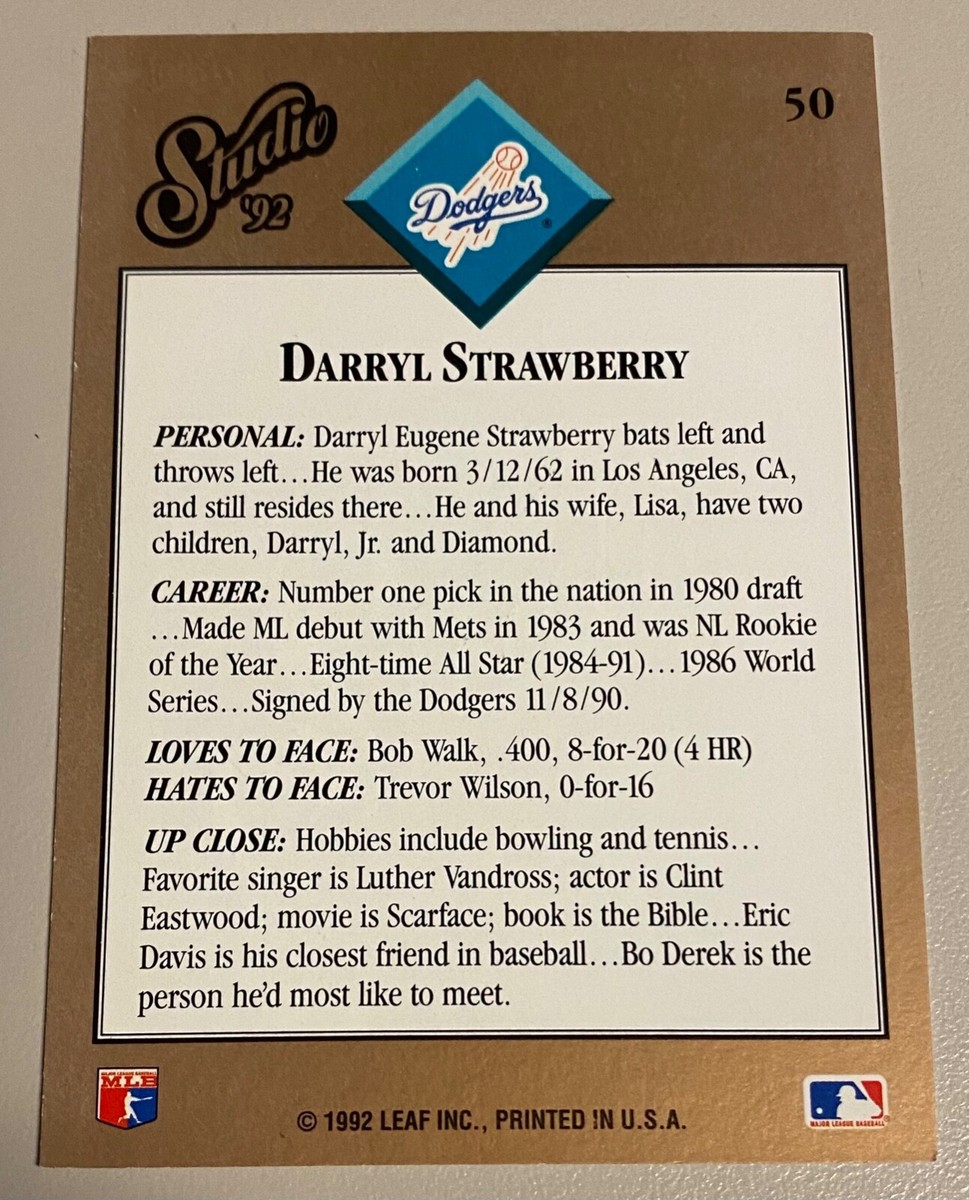 Studio '92
50
Dodgers
DARRYL STRAWBERRY
PERSONAL: Darryl Eugene Strawberry bats left and
throws left...He was born 3/12/62 in Los Angeles, CA,
and still resides there...He and his wife, Lisa, have two
children, Darryl, Jr. and Diamond.
CAREER: Number one pick in the nation in 1980 draft
...Made ML debut with Mets in 1983 and was NL Rookie
of the Year...Eight-time All Star (1984-91)...1986 World
Series...Signed by the Dodgers 11/8/90.
LOVES TO FACE: Bob Walk, .400, 8-for-20 (4 HR)
HATES TO FACE: Trevor Wilson, 0-for-16
UP CLOSE: Hobbies include bowling and tennis...
Favorite singer is Luther Vandross; actor is Clint
Eastwood; movie is Scarface; book is the Bible...Eric
Davis is his closest friend in baseball...Bo Derek is the
person he'd most like to meet.
MAJOR LEAGUE BASEBALL
MLB
© 1992 LEAF INC., PRINTED IN U.S.A.
MAJOR LEAGUE BASEBALL